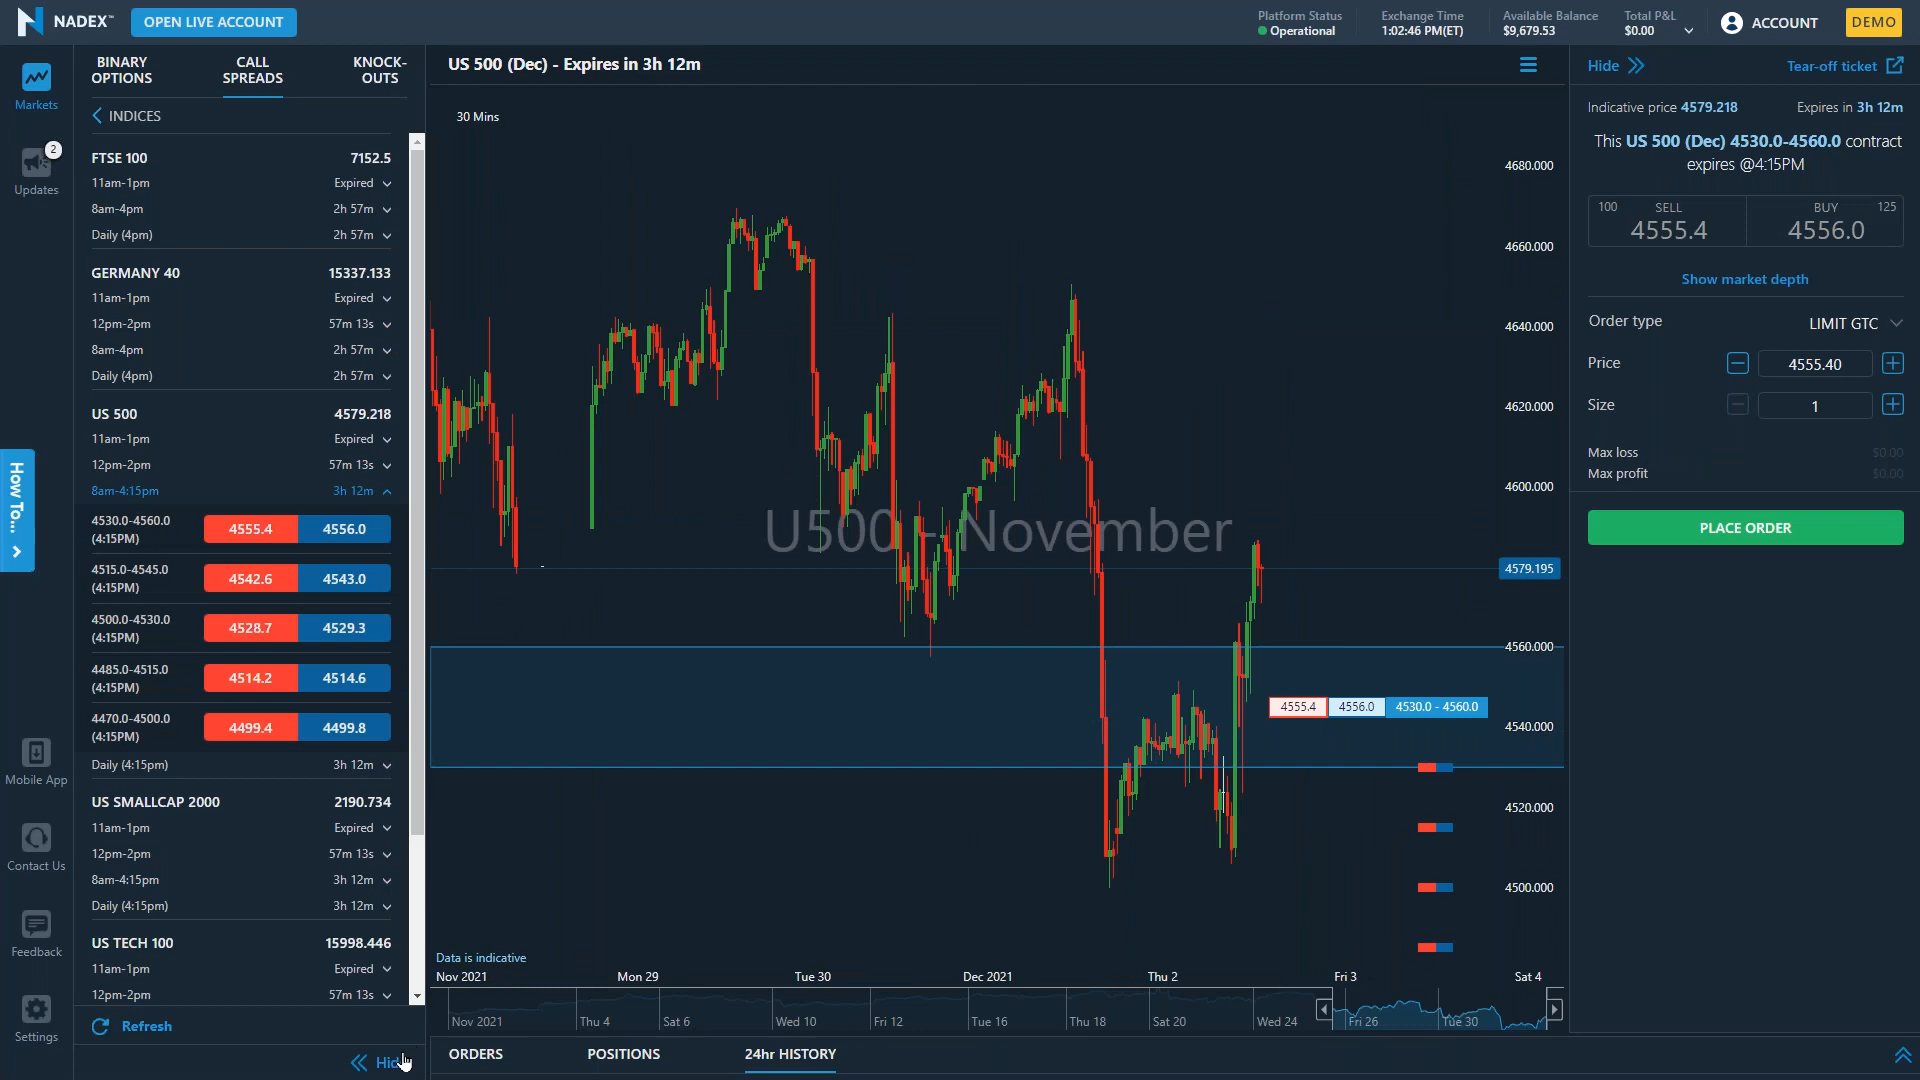 NADEX™
OPEN LIVE ACCOUNT
Platform Status
Operational
Exchange Time
1:02:46 PM(ET)
Available Balance
$9,679.53
Total P&L
$0.00
ACCOUNT
DEMO
Markets
2
Updates
How To...
Mobile App
Contact Us
Feedback
Settings
BINARY OPTIONS
CALL SPREADS
KNOCK-OUTS
INDICES
FTSE 100 7152.5
11am-1pm Expired
8am-4pm 2h 57m
Daily (4pm) 2h 57m
GERMANY 40 15337.133
11am-1pm Expired
12pm-2pm 57m 13s
8am-4pm 2h 57m
Daily (4pm) 2h 57m
US 500 4579.218
11am-1pm Expired
12pm-2pm 57m 13s
8am-4:15pm 3h 12m
4530.0-4560.0 (4:15PM) 4555.4 4556.0
4515.0-4545.0 (4:15PM) 4542.6 4543.0
4500.0-4530.0 (4:15PM) 4528.7 4529.3
4485.0-4515.0 (4:15PM) 4514.2 4514.6
4470.0-4500.0 (4:15PM) 4499.4 4499.8
Daily (4:15pm) 3h 12m
US SMALLCAP 2000 2190.734
11am-1pm Expired
12pm-2pm 57m 13s
8am-4:15pm 3h 12m
Daily (4:15pm) 3h 12m
US TECH 100 15998.446
11am-1pm Expired
12pm-2pm 57m 13s
Refresh
US 500 (Dec) - Expires in 3h 12m
30 Mins
4680.000
4660.000
4640.000
4620.000
4600.000
U500 - November
4579.195
4560.000
4555.4 4556.0 4530.0 - 4560.0
4540.000
4520.000
4500.000
Data is indicative
Nov 2021 Mon 29 Tue 30 Dec 2021 Thu 2 Fri 3 Sat 4
Nov 2021 Thu 4 Sat 6 Wed 10 Fri 12 Tue 16 Thu 18 Sat 20 Wed 24 Fri 26 Tue 30
ORDERS POSITIONS 24hr HISTORY
Hide
Tear-off ticket
Indicative price 4579.218
Expires in 3h 12m
This US 500 (Dec) 4530.0-4560.0 contract
expires @4:15PM
100 SELL BUY 125
4555.4 4556.0
Show market depth
Order type LIMIT GTC
Price 4555.40
Size 1
Max loss $0.00
Max profit $0.00
PLACE ORDER